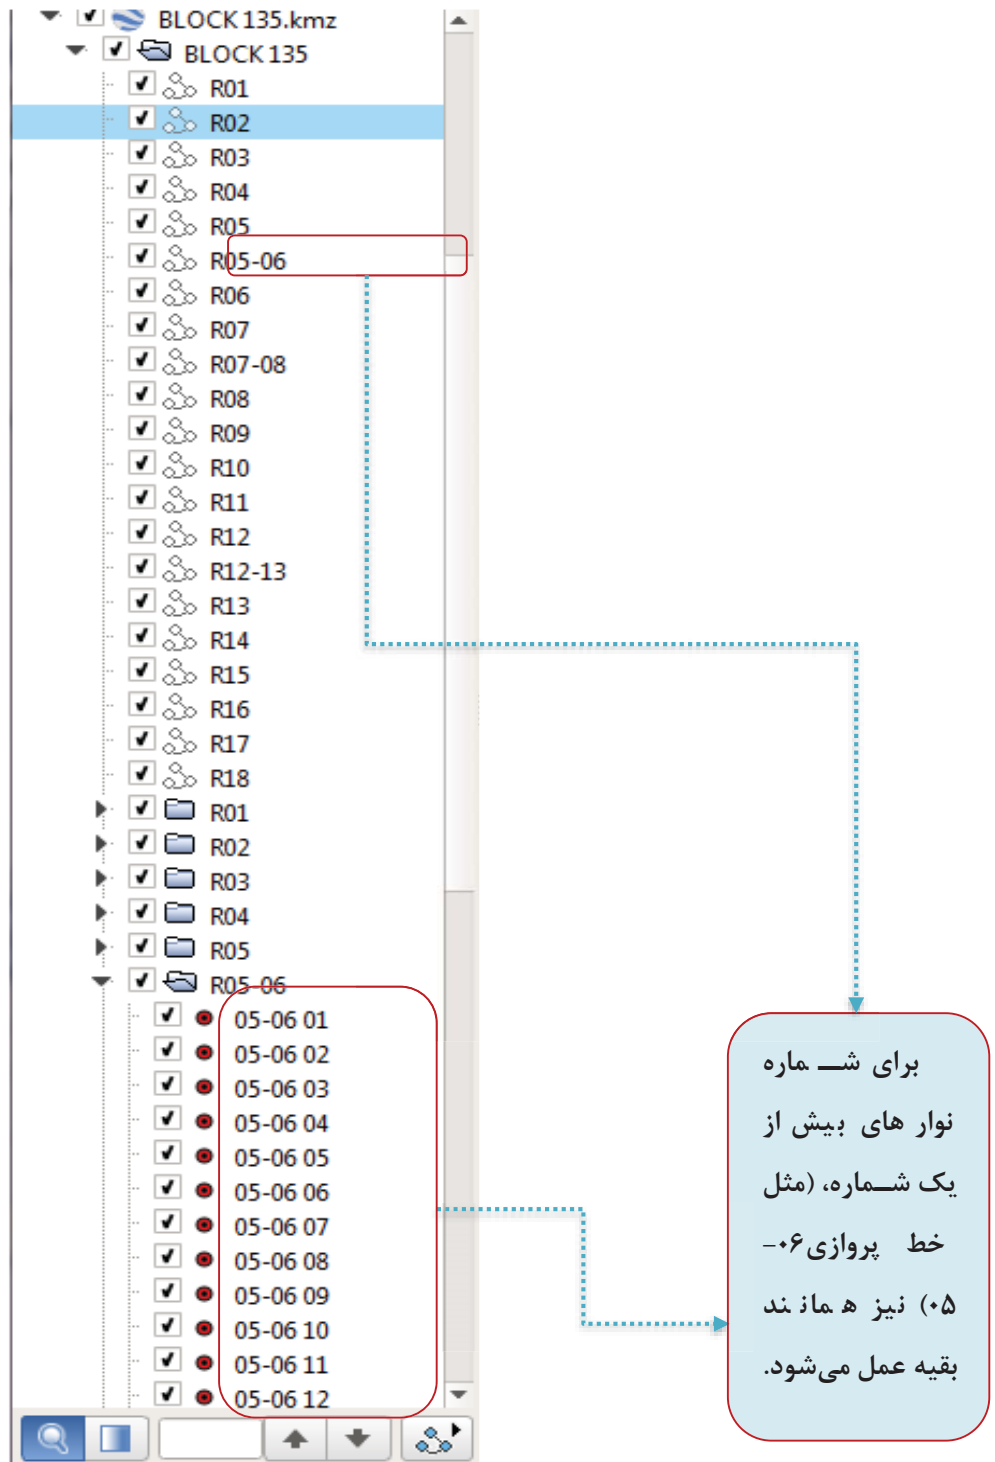 BLOCK 135.kmz
BLOCK 135
R01
R02
R03
R04
R05
R05-06
R06
R07
R07-08
R08
R09
R10
R11
R12
R12-13
R13
R14
R15
R16
R17
R18
R01
R02
R03
R04
R05
R05-06
05-06 01
05-06 02
05-06 03
05-06 04
05-06 05
05-06 06
05-06 07
05-06 08
05-06 09
05-06 10
05-06 11
05-06 12
برای شماره
نوار های بیش از
یک شماره، (مثل
خط پروازی۰۶-
۰۵) نیز همانند
بقیه عمل می‌شود.